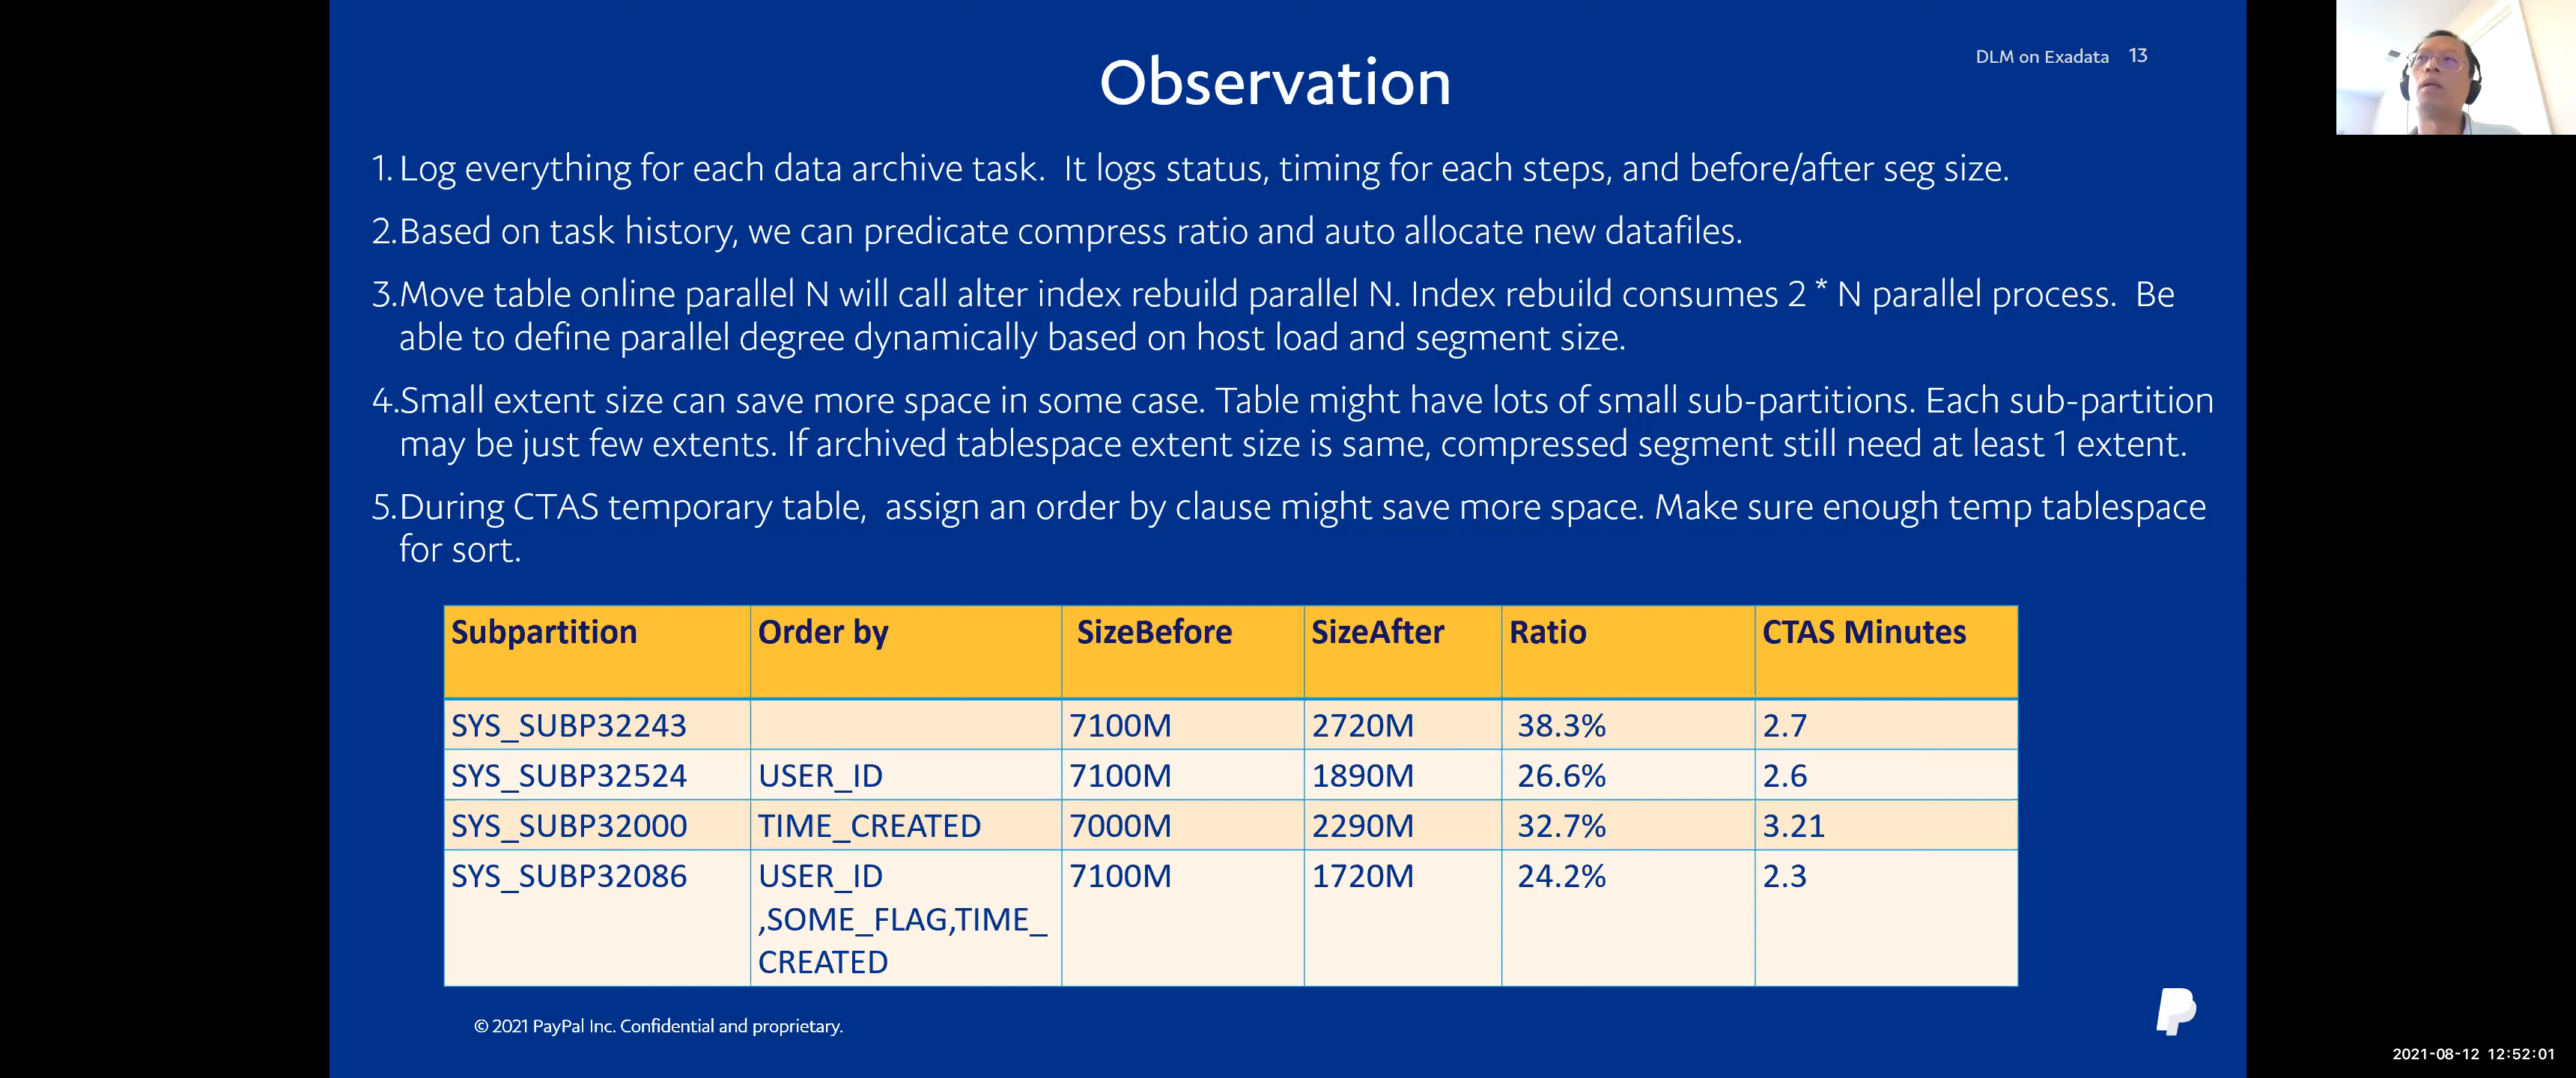 DLM on Exadata 13
Observation
1. Log everything for each data archive task.  It logs status, timing for each steps, and before/after seg size.
2.Based on task history, we can predicate compress ratio and auto allocate new datafiles.
3.Move table online parallel N will call alter index rebuild parallel N. Index rebuild consumes 2 * N parallel process.  Be
able to define parallel degree dynamically based on host load and segment size.
4.Small extent size can save more space in some case. Table might have lots of small sub-partitions. Each sub-partition
may be just few extents. If archived tablespace extent size is same, compressed segment still need at least 1 extent.
5.During CTAS temporary table,  assign an order by clause might save more space. Make sure enough temp tablespace
for sort.
Subpartition Order by SizeBefore SizeAfter Ratio CTAS Minutes
SYS_SUBP32243 7100M 2720M 38.3% 2.7
SYS_SUBP32524 USER_ID 7100M 1890M 26.6% 2.6
SYS_SUBP32000 TIME_CREATED 7000M 2290M 32.7% 3.21
SYS_SUBP32086 USER_ID 7100M 1720M 24.2% 2.3
,SOME_FLAG,TIME_
CREATED
© 2021 PayPal Inc. Confidential and proprietary.
2021-08-12 12:52:01